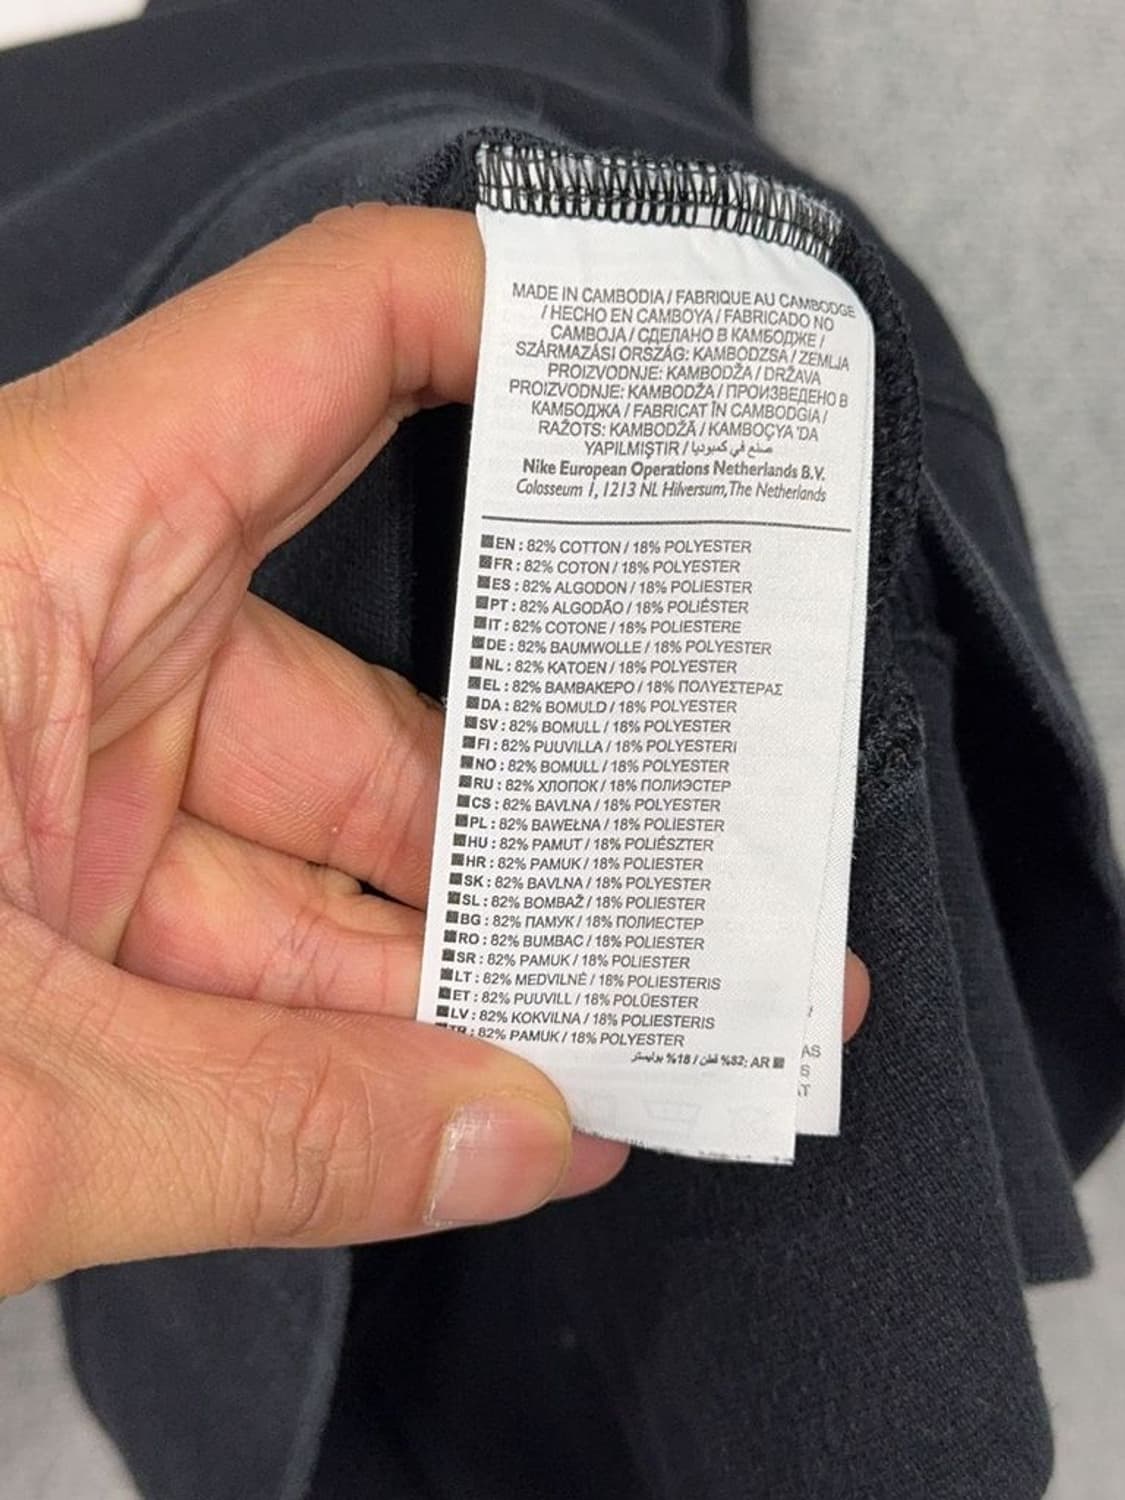 MADE IN CAMBODIA / FABRIQUE AU CAMBODGE
/ HECHO EN CAMBOYA / FABRICADO NO
CAMBOJA / СДЕЛАНО В КАМБОДЖЕ /
SZÁRMAZÁSI ORSZÁG: KAMBODZSA / ZEMLJA
PROIZVODNJE: KAMBODŽA / DRŽAVA
PROIZVODNJE: KAMBODŽA / ПРОИЗВЕДЕНО В
КАМБОДЖА / FABRICAT ÎN CAMBODGIA /
RAŽOTS: KAMBODŽĀ / KAMBOÇYA 'DA
YAPILMIŞTIR / صنع في كمبوديا
Nike European Operations Netherlands B.V.
Colosseum 1, 1213 NL Hilversum, The Netherlands
EN : 82% COTTON / 18% POLYESTER
FR : 82% COTON / 18% POLYESTER
ES : 82% ALGODON / 18% POLIESTER
PT : 82% ALGODÃO / 18% POLIÉSTER
IT : 82% COTONE / 18% POLIESTERE
DE : 82% BAUMWOLLE / 18% POLYESTER
NL : 82% KATOEN / 18% POLYESTER
EL : 82% ΒΑΜΒΑΚΕΡΟ / 18% ΠΟΛΥΕΣΤΕΡΑΣ
DA : 82% BOMULD / 18% POLYESTER
SV : 82% BOMULL / 18% POLYESTER
FI : 82% PUUVILLA / 18% POLYESTERI
NO : 82% BOMULL / 18% POLYESTER
RU : 82% ХЛОПОК / 18% ПОЛИЭСТЕР
CS : 82% BAVLNA / 18% POLYESTER
PL : 82% BAWEŁNA / 18% POLIESTER
HU : 82% PAMUT / 18% POLIÉSZTER
HR : 82% PAMUK / 18% POLIESTER
SK : 82% BAVLNA / 18% POLYESTER
SL : 82% BOMBAŽ / 18% POLIESTER
BG : 82% ПАМУК / 18% ПОЛИЕСТЕР
RO : 82% BUMBAC / 18% POLIESTER
SR : 82% PAMUK / 18% POLIESTER
LT : 82% MEDVILNĖ / 18% POLIESTERIS
ET : 82% PUUVILL / 18% POLÜESTER
LV : 82% KOKVILNA / 18% POLIESTERIS
TR : 82% PAMUK / 18% POLYESTER
AR :82% قطن / 18% بوليستر
AS
S
AT